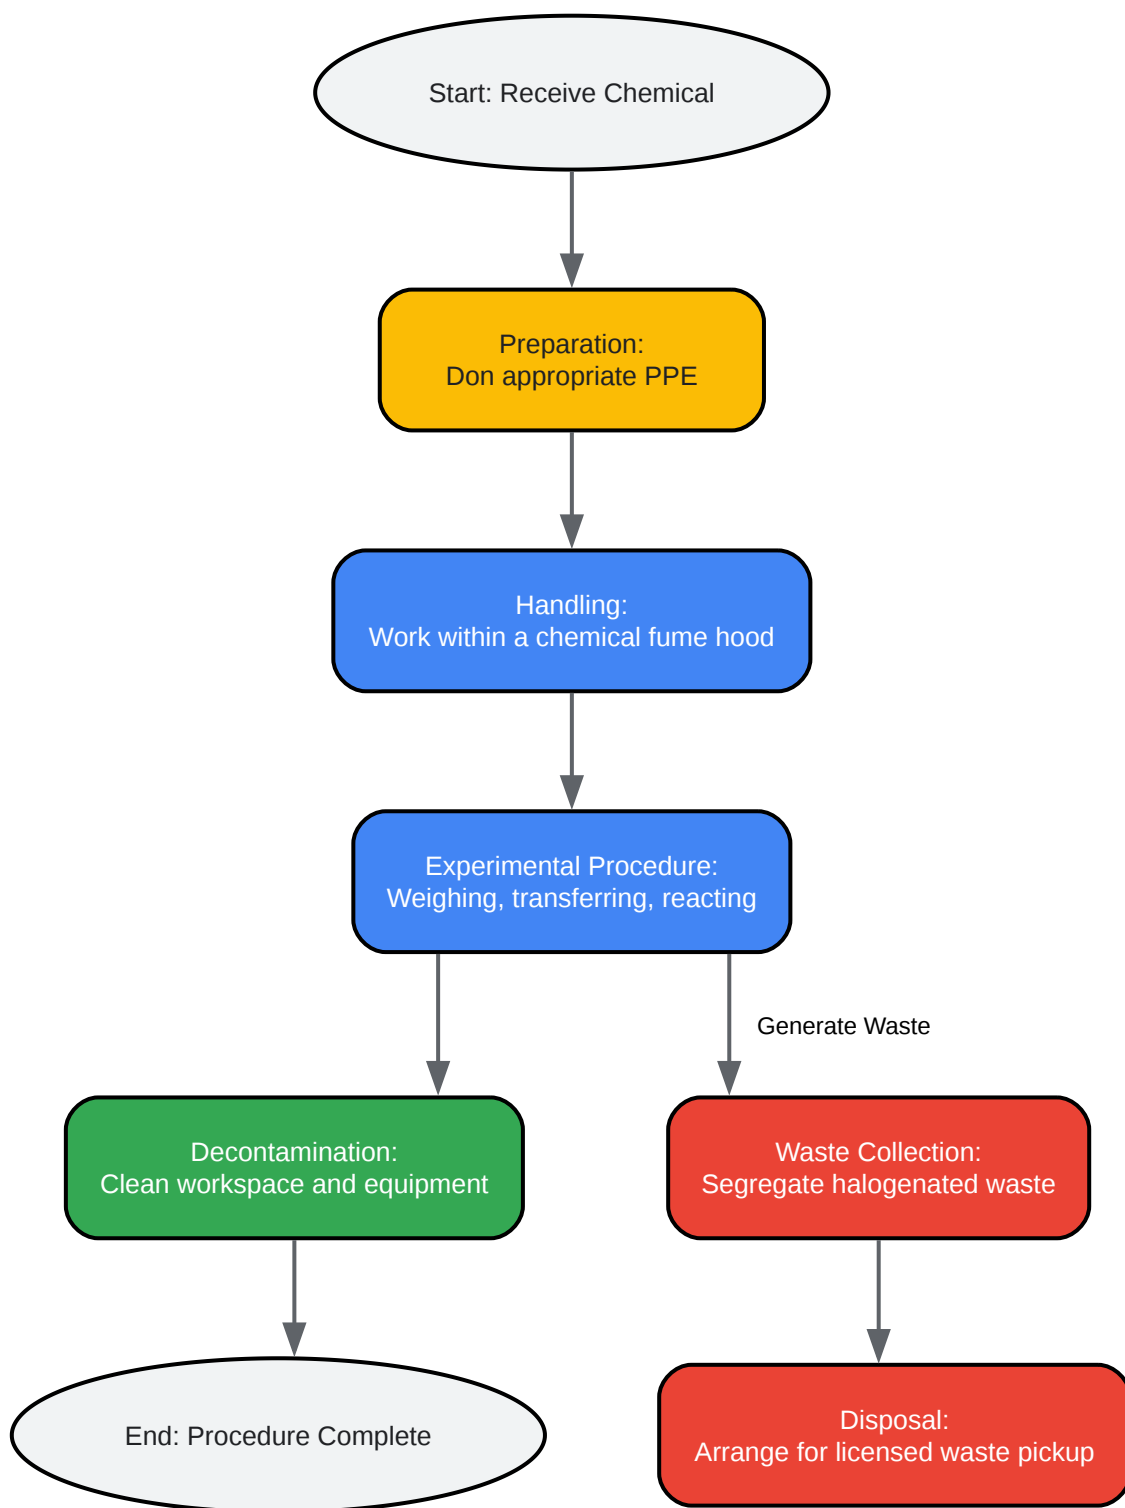 Start: Receive Chemical
Preparation:
Don appropriate PPE
Handling:
Work within a chemical fume hood
Experimental Procedure:
Weighing, transferring, reacting
Generate Waste
Decontamination:
Clean workspace and equipment
Waste Collection:
Segregate halogenated waste
End: Procedure Complete
Disposal:
Arrange for licensed waste pickup